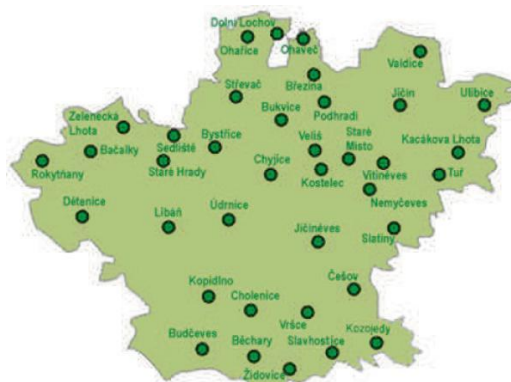 Dolní Lochov
Ohařice
Ohaveč
Valdice
Březina
Střevač
Podhradí
Jičín
Ulibice
Bukvice
Zelenecká
Lhota
Bystřice
Veliš
Staré
Místo
Kacákova Lhota
Bačalky
Sedliště
Rokytňany
Staré Hrady
Chyjice
Kostelec
Vitiněves
Tuř
Nemyčeves
Dětenice
Libáň
Údrnice
Jičíněves
Slatiny
Češov
Kopidlno
Cholenice
Vršce
Kozojedy
Budčeves
Běchary
Slavhostice
Židovice